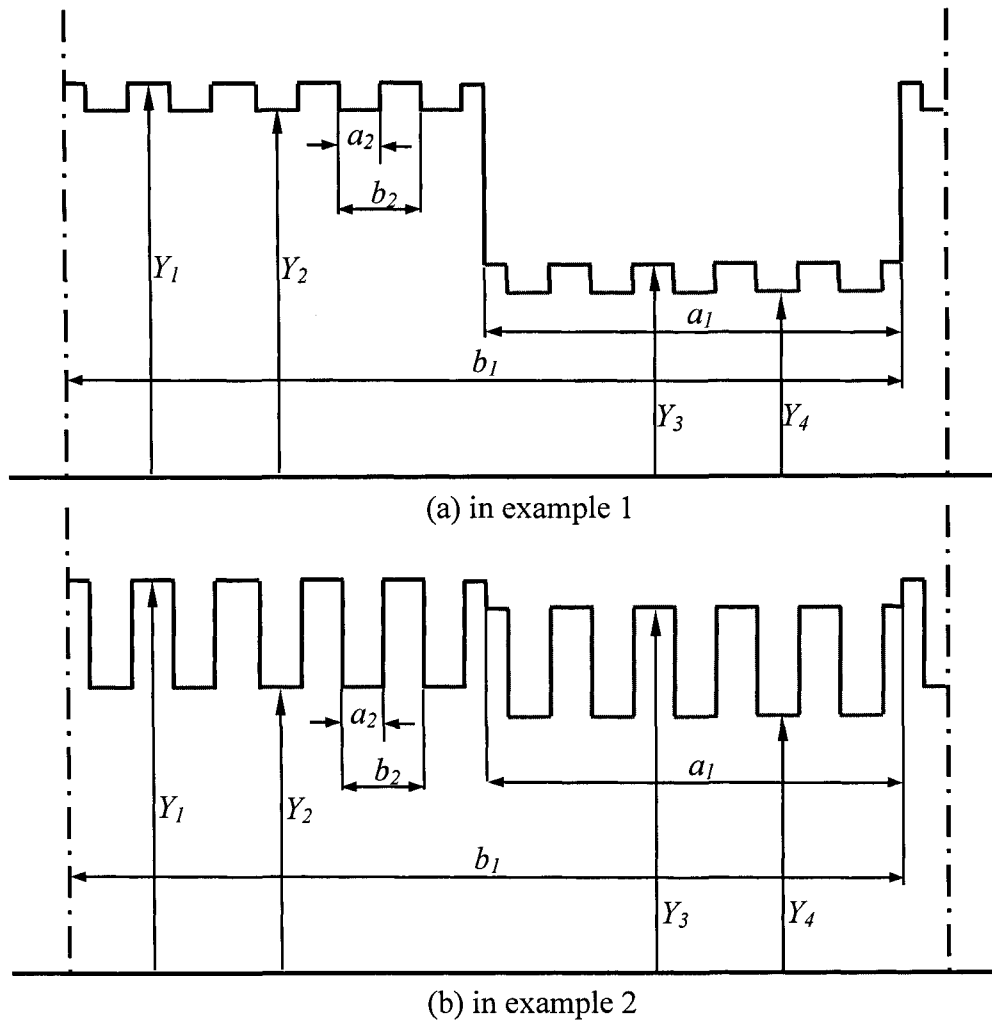 a2
b2
Y1
Y2
a1
b1
Y3
Y4
(a) in example 1
a2
b2
a1
Y1
Y2
b1
Y3
Y4
(b) in example 2